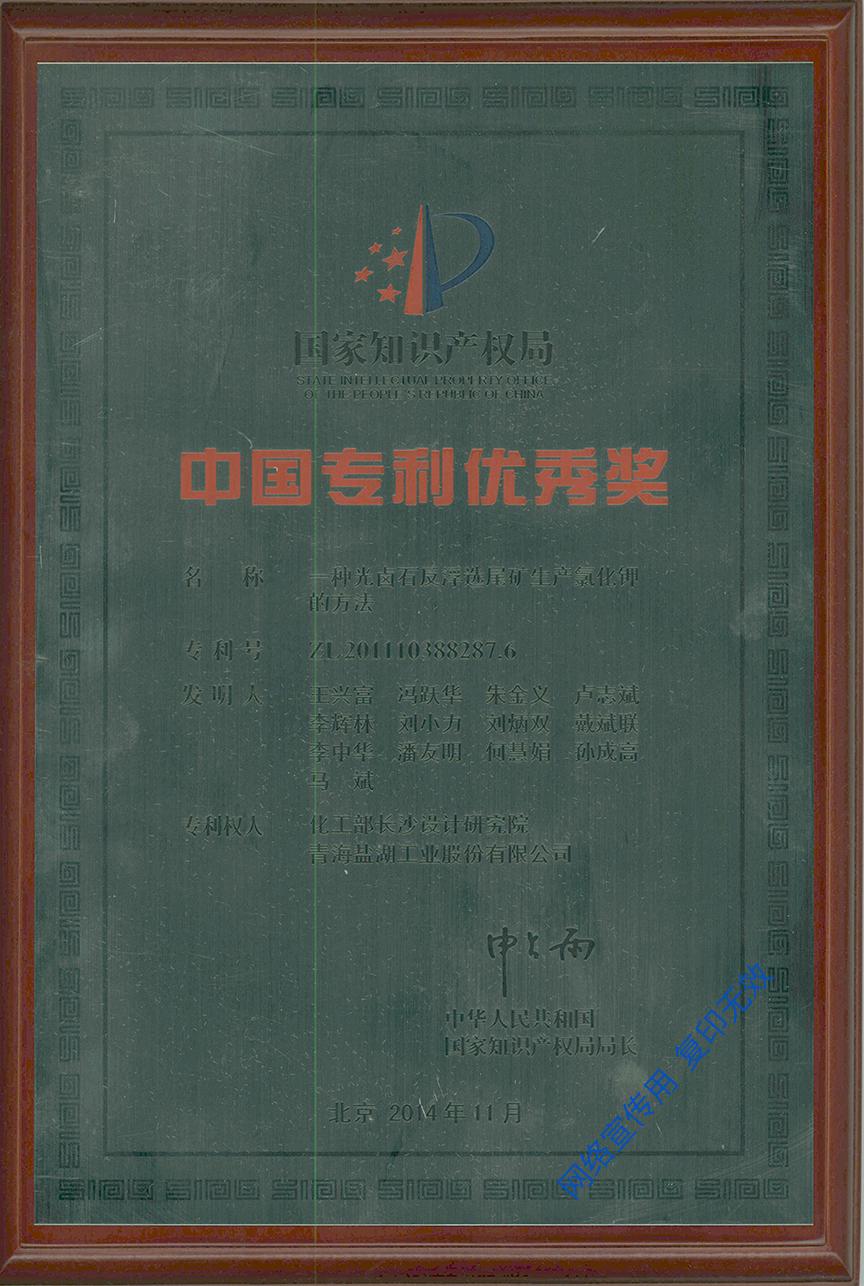 国家知识产权局
STATE INTELLECTUAL PROPERTY OFFICE
OF THE PEOPLE'S REPUBLIC OF CHINA
中国专利优秀奖
名 称 一种光卤石反浮选尾矿生产氯化钾
的方法
专利号 ZL 201110388287.6
发明人 王兴富 冯跃华 朱金义 卢志斌
李辉林 刘小力 刘炳双 戴斌联
李中华 潘友明 何慧娟 孙成高
马 斌
专利权人 化工部长沙设计研究院
青海盐湖工业股份有限公司
申长雨
中华人民共和国
国家知识产权局局长
北京 2014年11月
网络宣传用 复印无效